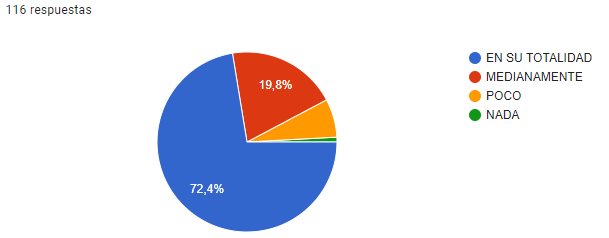 116 respuestas
EN SU TOTALIDAD
MEDIANAMENTE
POCO
NADA
19,8%
72,4%